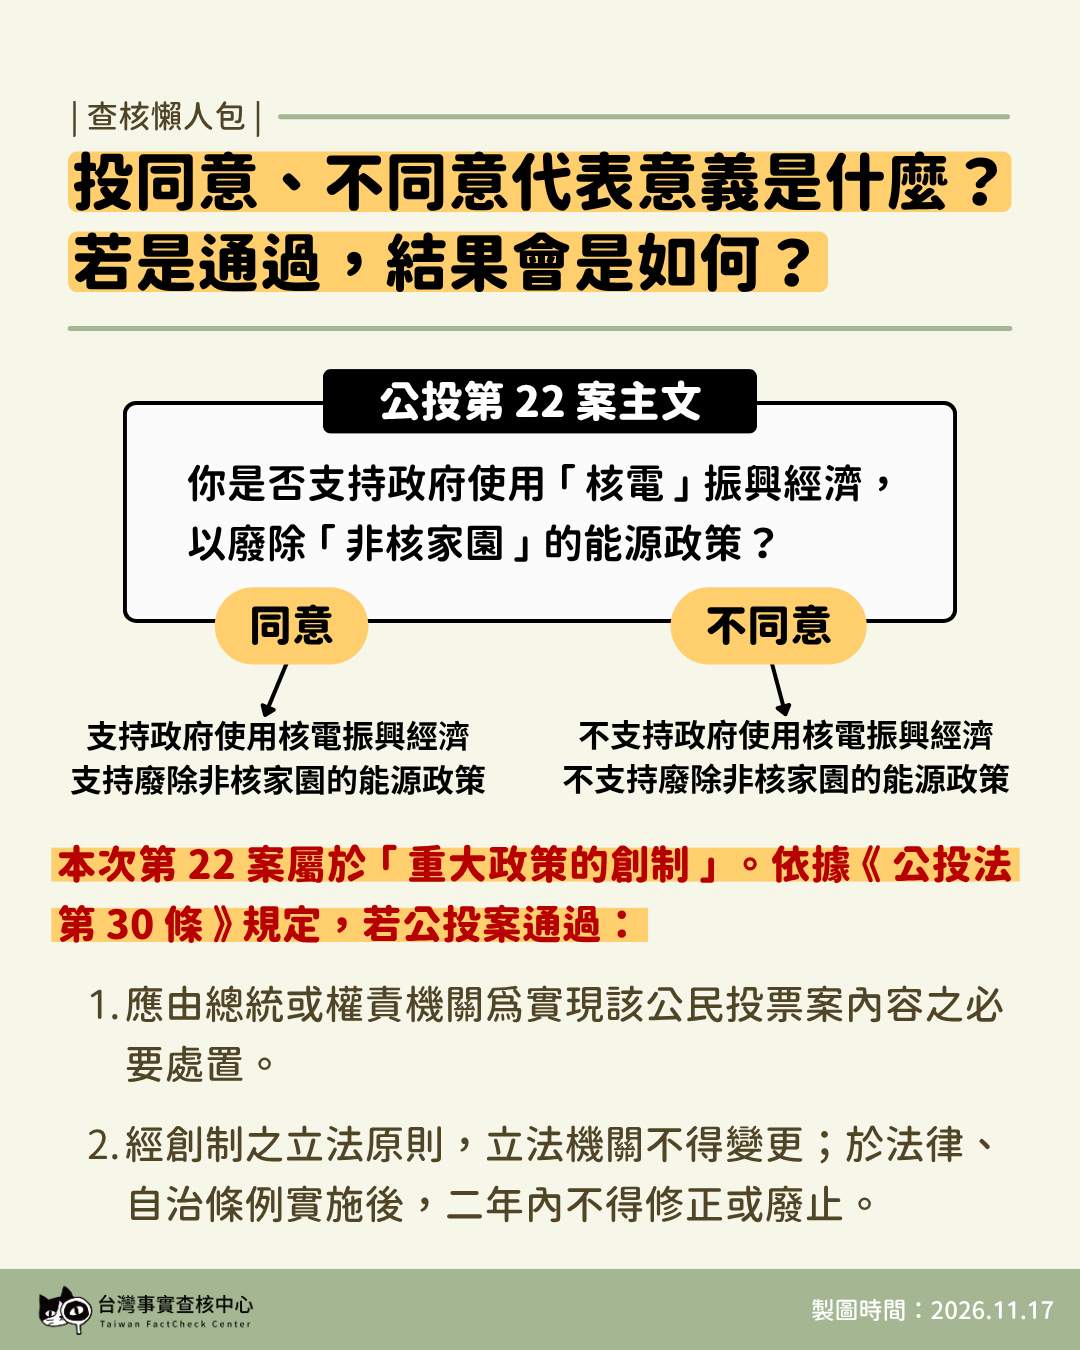 | 查核懶人包 |
投同意、不同意代表意義是什麼？
若是通過，結果會是如何？
公投第 22 案主文
你是否支持政府使用「核電」振興經濟，
以廢除「非核家園」的能源政策？
同意
不同意
支持政府使用核電振興經濟
支持廢除非核家園的能源政策
不支持政府使用核電振興經濟
不支持廢除非核家園的能源政策
本次第 22 案屬於「重大政策的創制」。依據《公投法
第 30 條》規定，若公投案通過：
1. 應由總統或權責機關為實現該公民投票案內容之必
要處置。
2. 經創制之立法原則，立法機關不得變更；於法律、
自治條例實施後，二年內不得修正或廢止。
台灣事實查核中心
Taiwan FactCheck Center
製圖時間：2026.11.17